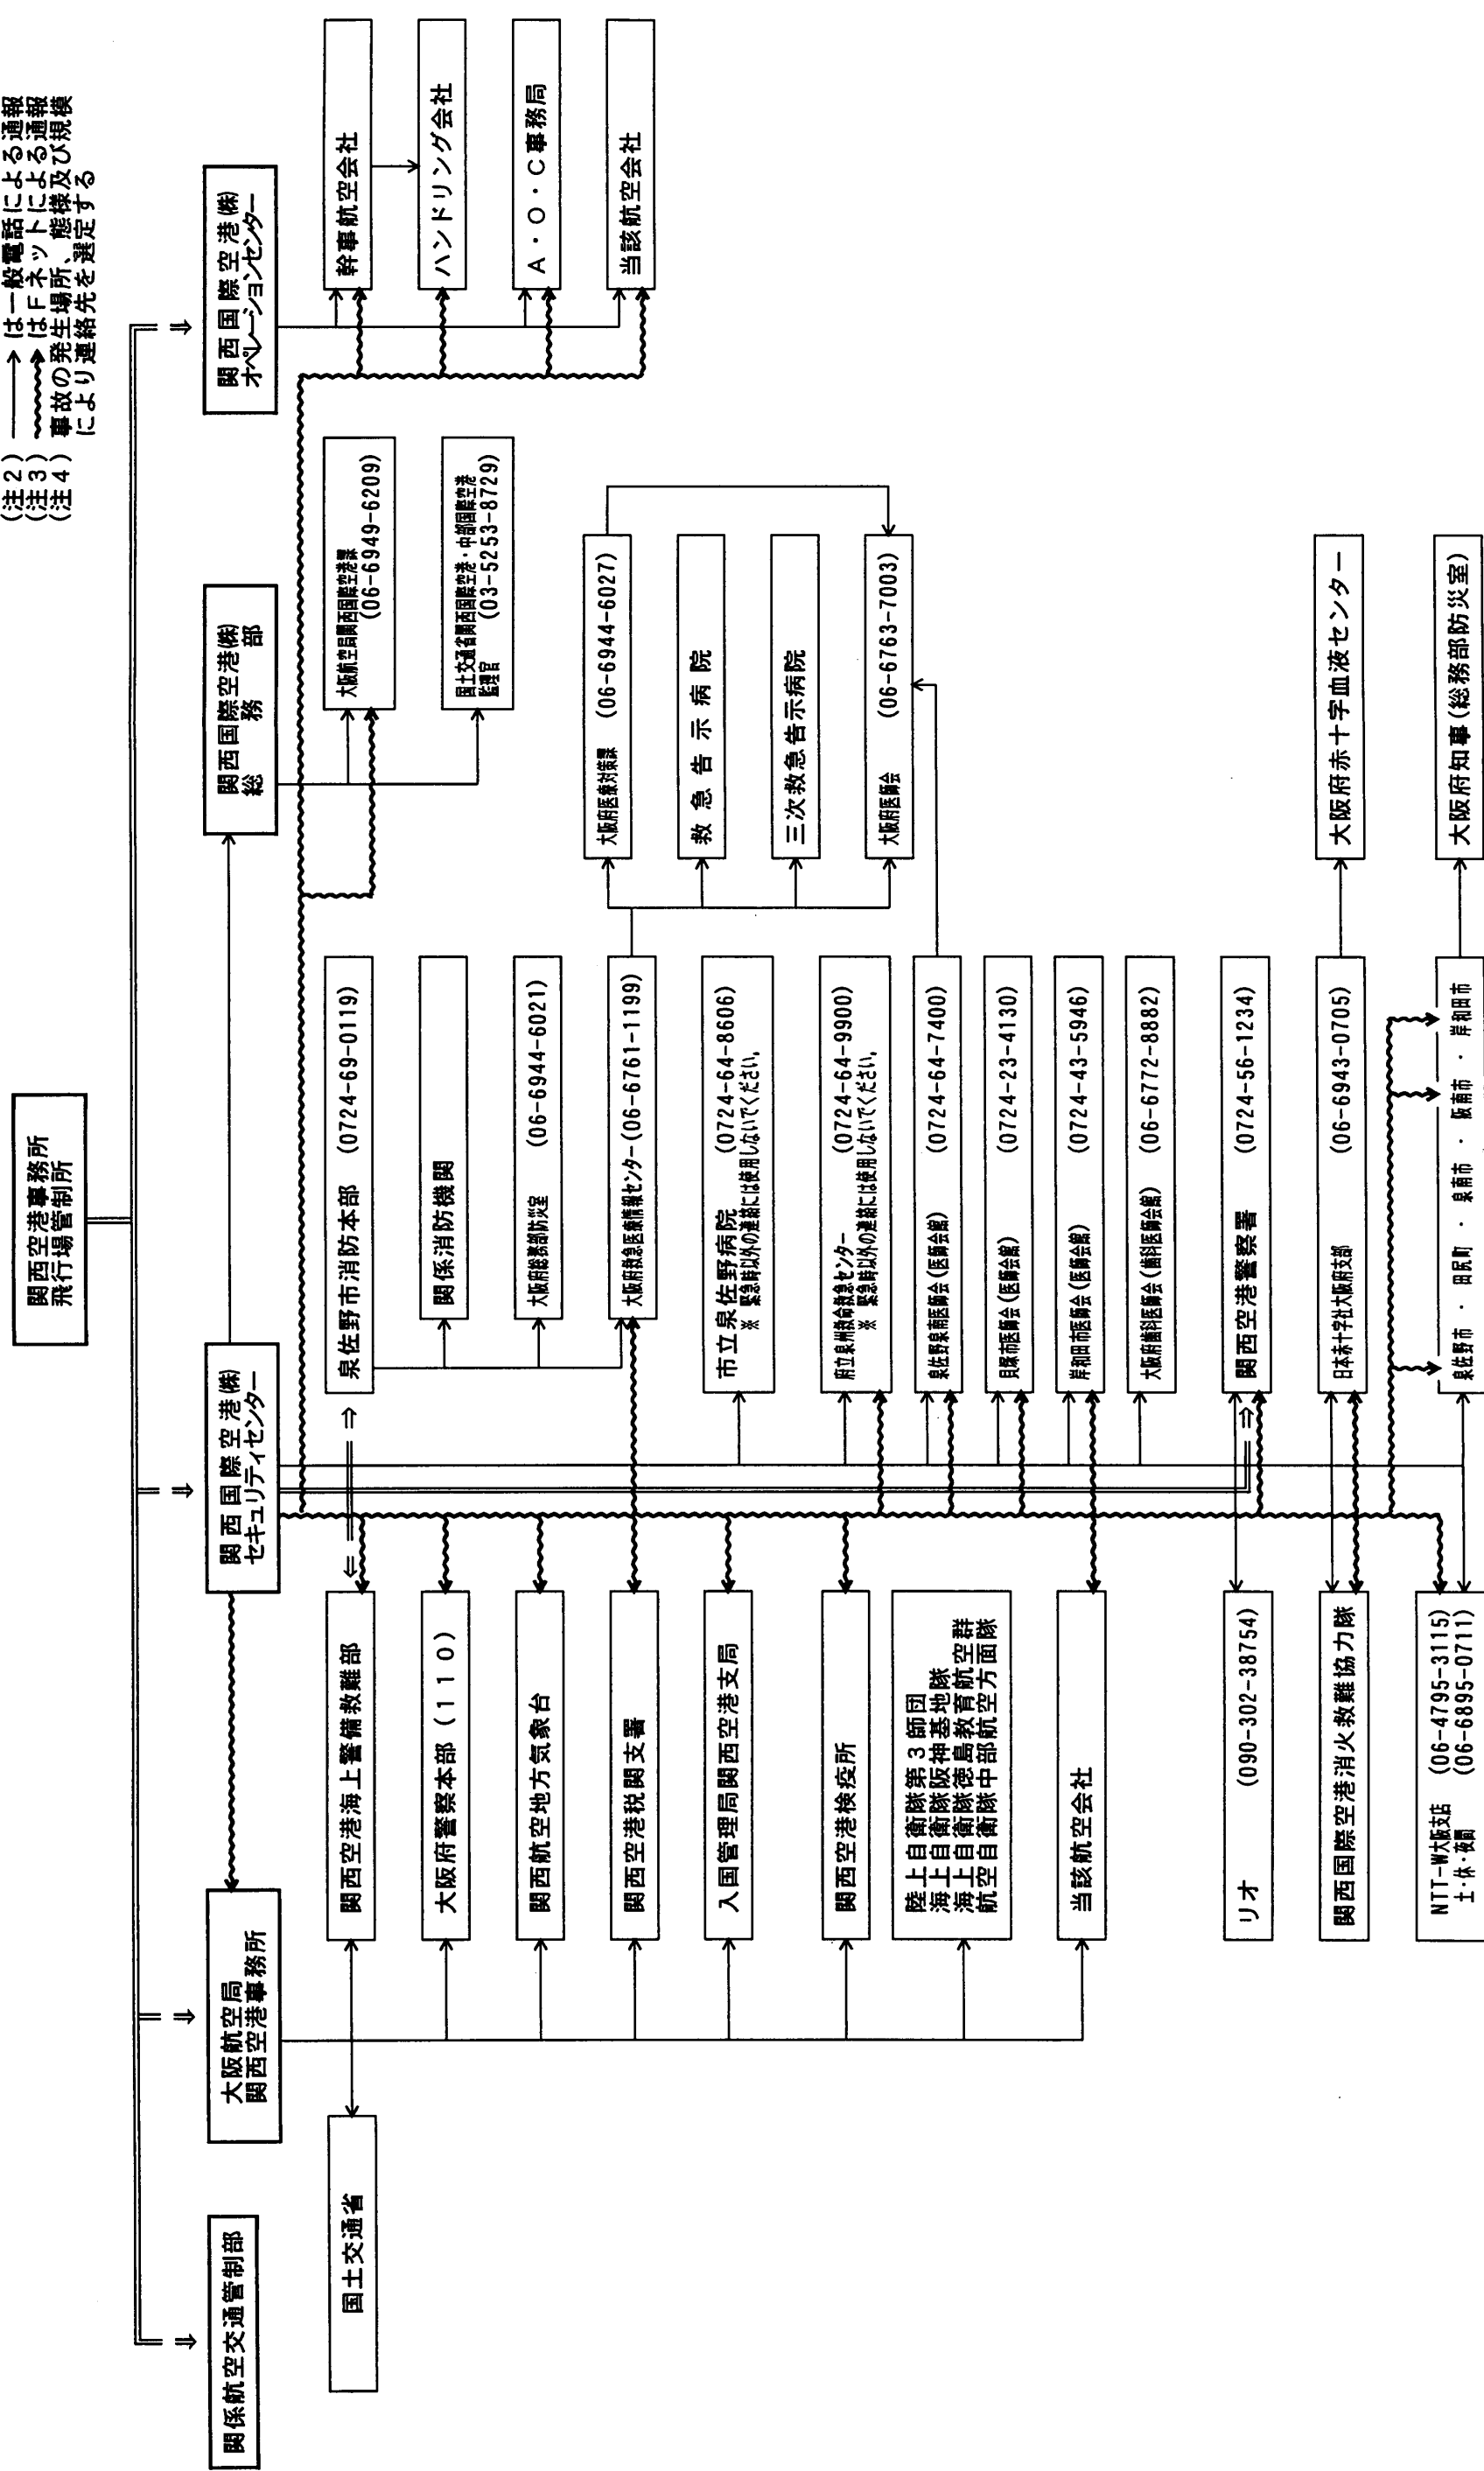 (注2) ――→ は一般電話による通報
(注3) はFネットによる通報
(注4) 事故の発生場所、態様及び規模
により連絡先を選定する
関西空港事務所
飛行場管制所
関係航空交通管制部
大阪航空局
関西空港事務所
関西国際空港㈱
セキュリティセンター
関西国際空港㈱
総務部
関西国際空港㈱
オペレーションセンター
国土交通省
関西空港海上警備救難部
大阪府警察本部(110)
関西航空地方気象台
関西空港税関支署
入国管理局関西空港支局
関西空港検疫所
陸上自衛隊第3師団
海上自衛隊阪神基地隊
海上自衛隊徳島教育航空群
航空自衛隊中部航空方面隊
当該航空会社
リオ (090-302-38754)
関西国際空港消火救難協力隊
NTT-W大阪支店 (06-4795-3115)
土・休・夜間 (06-6895-0711)
泉佐野市消防本部 (0724-69-0119)
関係消防機関
大阪府総務部防災室 (06-6944-6021)
大阪府救急医療情報センター(06-6761-1199)
市立泉佐野病院 (0724-64-8606)
※ 緊急時以外の連絡には使用しないでください。
府立泉州救命救急センター (0724-64-9900)
※ 緊急時以外の連絡には使用しないでください。
泉佐野泉南医師会(医師会館) (0724-64-7400)
貝塚市医師会(医師会館) (0724-23-4130)
岸和田市医師会(医師会館) (0724-43-5946)
大阪府歯科医師会(歯科医師会館) (06-6772-8882)
関西空港警察署 (0724-56-1234)
日本赤十字社大阪府支部 (06-6943-0705)
泉佐野市 ・ 田尻町 ・ 泉南市 ・ 阪南市 ・ 岸和田市
大阪航空局関西国際空港課
(06-6949-6209)
国土交通省関西国際空港・中部国際空港
監理官 (03-5253-8729)
大阪府医療対策課 (06-6944-6027)
救急告示病院
三次救急告示病院
大阪府医師会 (06-6763-7003)
大阪府赤十字血液センター
大阪府知事(総務部防災室)
幹事航空会社
ハンドリング会社
A・O・C事務局
当該航空会社